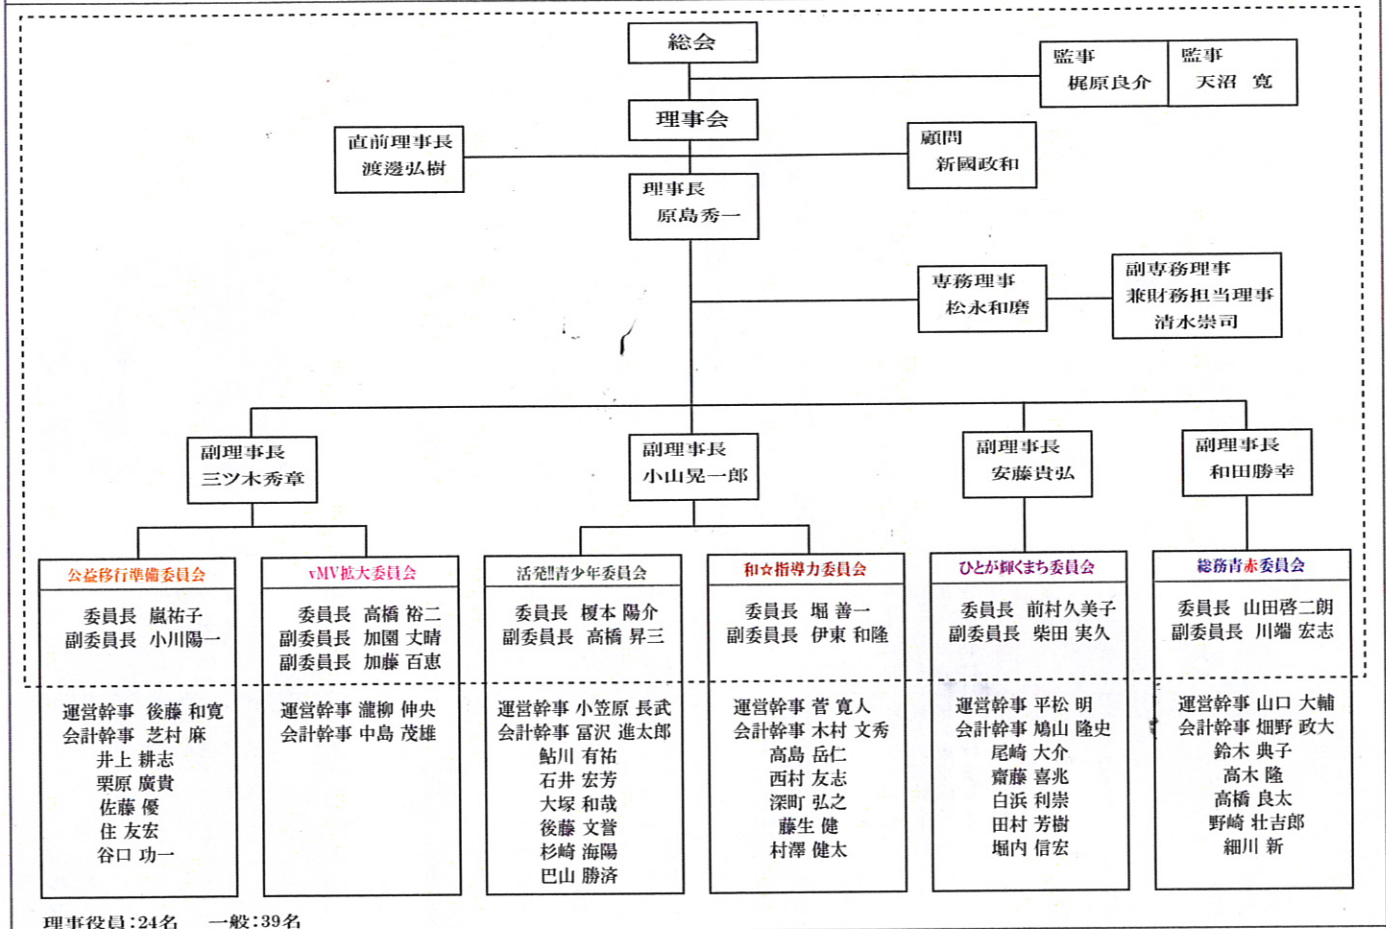 総会
監事
梶原良介
監事
天沼 寛
理事会
直前理事長
渡邊弘樹
顧問
新國政和
理事長
原島秀一
専務理事
松永和磨
副専務理事
兼財務担当理事
清水崇司
副理事長
三ツ木秀章
副理事長
小山晃一郎
副理事長
安藤貴弘
副理事長
和田勝幸
公益移行準備委員会
委員長 嵐祐子
副委員長 小川陽一
運営幹事 後藤 和寛
会計幹事 芝村 麻
井上 耕志
栗原 廣貴
佐藤 優
住 友宏
谷口 功一
vMV拡大委員会
委員長 高橋 裕二
副委員長 加園 丈晴
副委員長 加藤 百恵
運営幹事 瀧柳 伸央
会計幹事 中島 茂雄
活発!!青少年委員会
委員長 榎本 陽介
副委員長 高橋 昇三
運営幹事 小笠原 長武
会計幹事 冨沢 進太郎
鮎川 有祐
石井 宏芳
大塚 和哉
後藤 文誉
杉崎 海陽
巴山 勝済
和☆指導力委員会
委員長 堀 善一
副委員長 伊東 和隆
運営幹事 菅 寛人
会計幹事 木村 文秀
高島 岳仁
西村 友志
深町 弘之
藤生 健
村澤 健太
ひとが輝くまち委員会
委員長 前村久美子
副委員長 柴田 実久
運営幹事 平松 明
会計幹事 鳩山 隆史
尾崎 大介
齋藤 喜兆
白浜 利崇
田村 芳樹
堀内 信宏
総務青赤委員会
委員長 山田啓二朗
副委員長 川端 宏志
運営幹事 山口 大輔
会計幹事 畑野 政大
鈴木 典子
高木 隆
高橋 良太
野崎 壮吉郎
細川 新
理事役員:24名 一般:39名